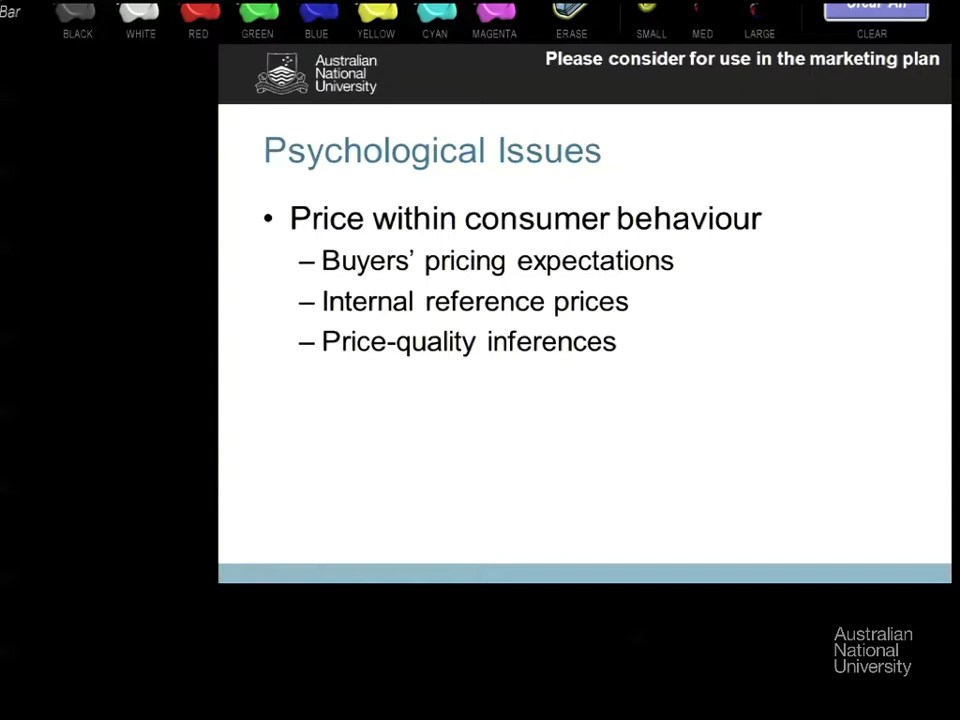 Bar
BLACK WHITE RED GREEN BLUE YELLOW CYAN MAGENTA ERASE SMALL MED LARGE CLEAR
Australian
National
University
Please consider for use in the marketing plan
Psychological Issues
• Price within consumer behaviour
– Buyers’ pricing expectations
– Internal reference prices
– Price-quality inferences
Australian
National
University